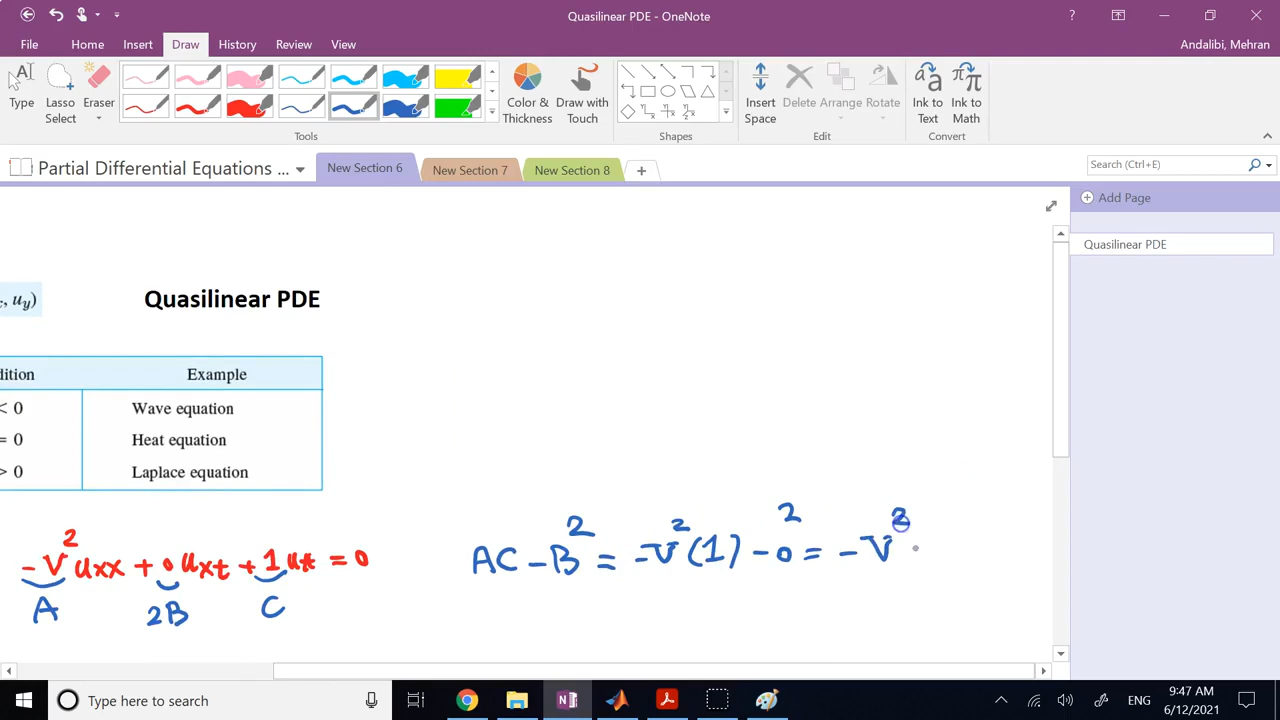 Quasilinear PDE - OneNote
Andalibi, Mehran
File Home Insert Draw History Review View
Type
Lasso Select
Eraser
Color & Thickness
Draw with Touch
Insert Space
Delete Arrange Rotate
Ink to Text
Ink to Math
Tools Shapes Edit Convert
Partial Differential Equations ...
New Section 6 New Section 7 New Section 8 +
Search (Ctrl+E)
Add Page
Quasilinear PDE
, u_y)
Quasilinear PDE
dition Example
< 0 Wave equation
= 0 Heat equation
> 0 Laplace equation
-V² uxx + 0 uxt + 1 utt = 0
A 2B C
AC - B² = -V² (1) - 0² = -V²
Type here to search
ENG
9:47 AM
6/12/2021